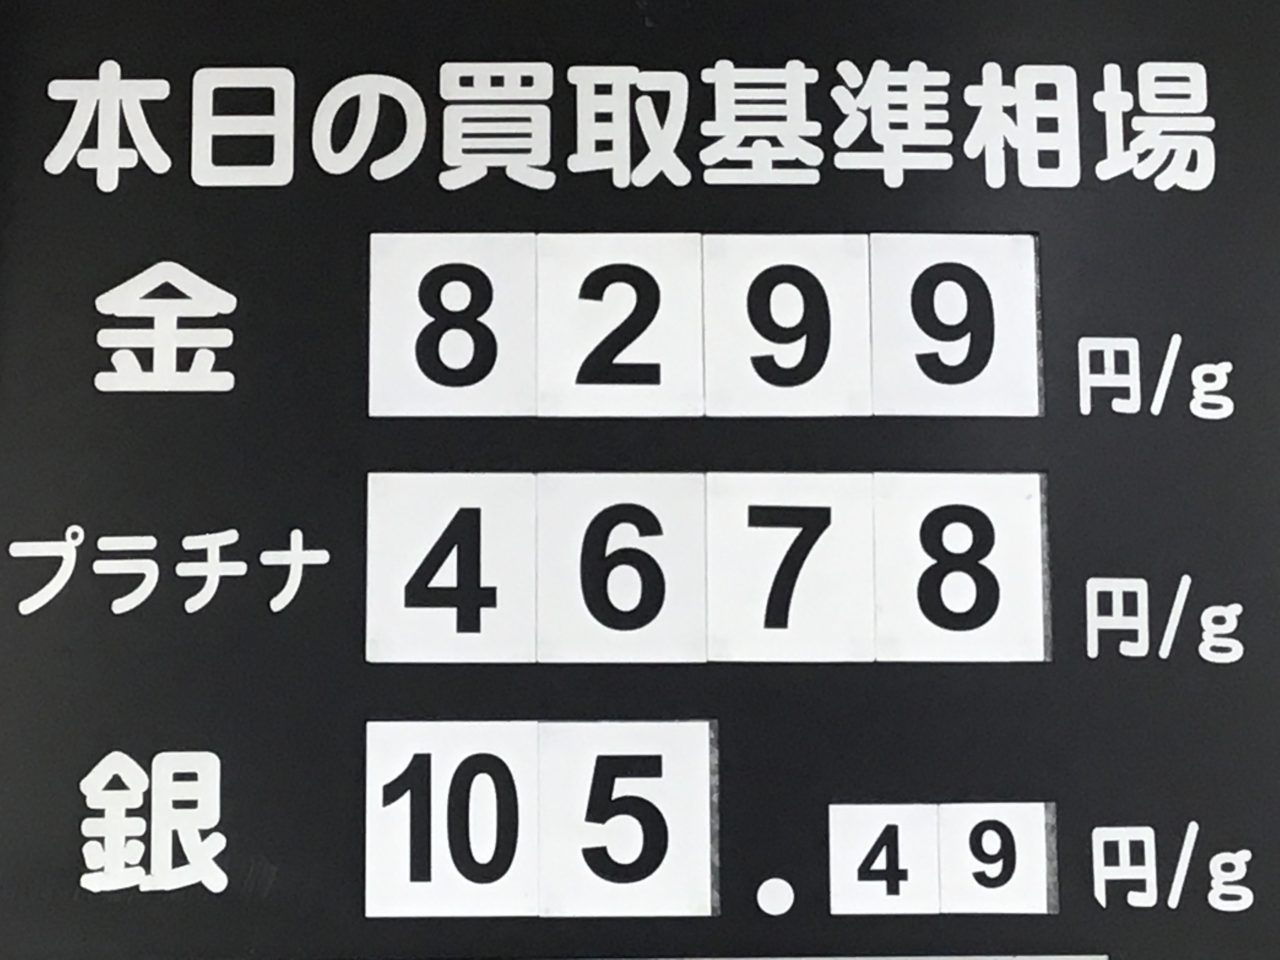 本日の買取基準相場
金 8299 円/g
プラチナ 4678 円/g
銀 105.49 円/g